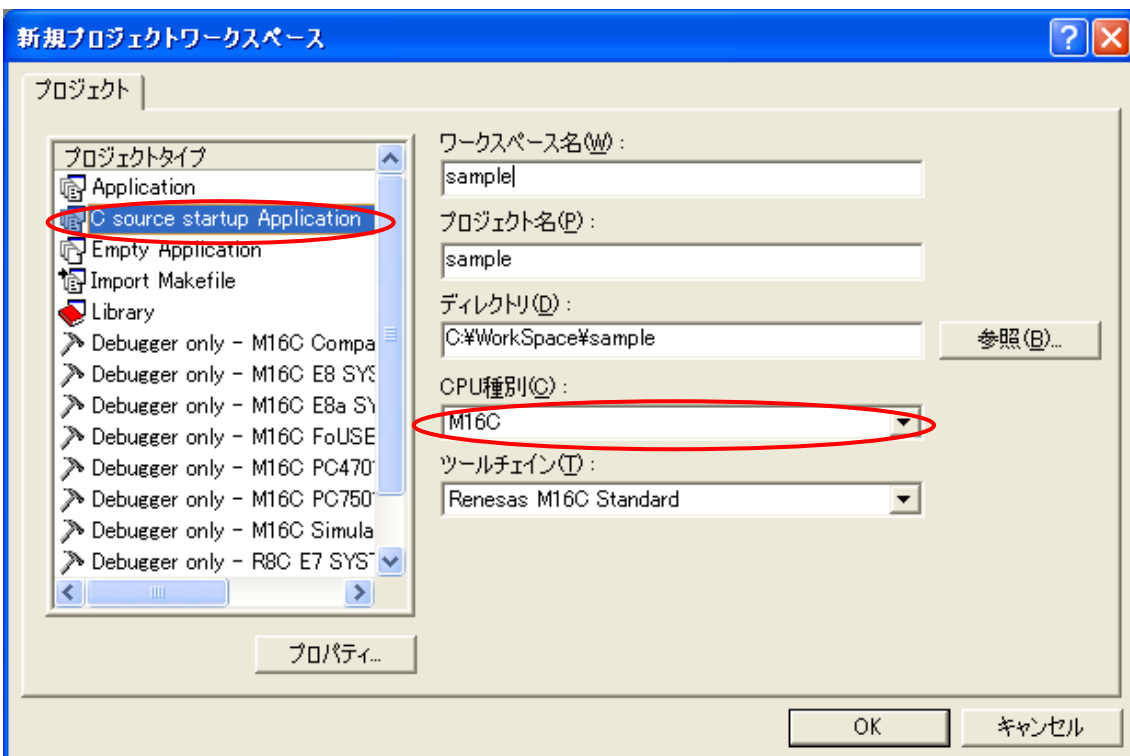 新規プロジェクトワークスペース
プロジェクト
プロジェクトタイプ
Application
C source startup Application
Empty Application
Import Makefile
Library
Debugger only - M16C Compa
Debugger only - M16C E8 SYS
Debugger only - M16C E8a SY
Debugger only - M16C FoUSE
Debugger only - M16C PC4701
Debugger only - M16C PC7501
Debugger only - M16C Simula
Debugger only - R8C E7 SYST
プロパティ...
ワークスペース名(W) :
sample
プロジェクト名(P) :
sample
ディレクトリ(D) :
C:¥WorkSpace¥sample
参照(B)...
CPU種別(C) :
M16C
ツールチェイン(T) :
Renesas M16C Standard
OK
キャンセル